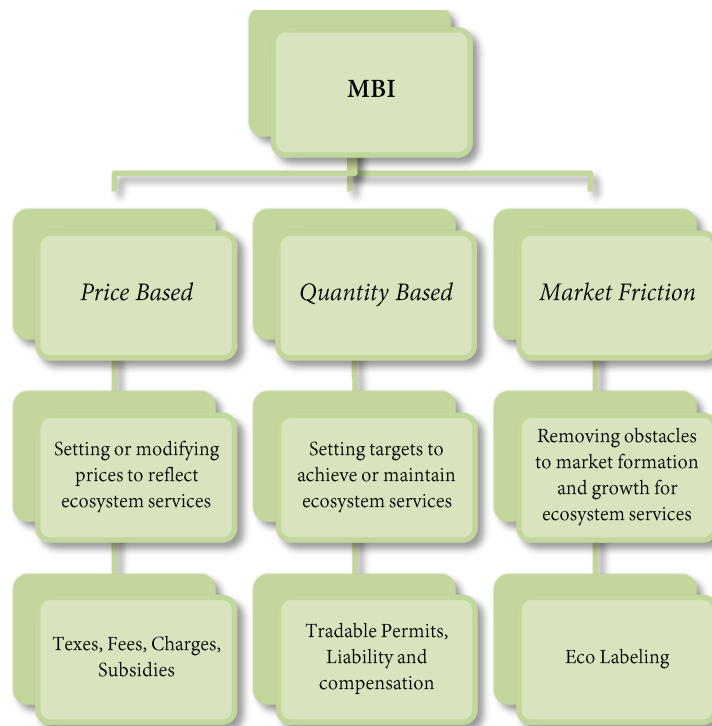 MBI
Price Based
Quantity Based
Market Friction
Setting or modifying
prices to reflect
ecosystem services
Setting targets to
achieve or maintain
ecosystem services
Removing obstacles
to market formation
and growth for
ecosystem services
Texes, Fees, Charges,
Subsidies
Tradable Permits,
Liability and
compensation
Eco Labeling